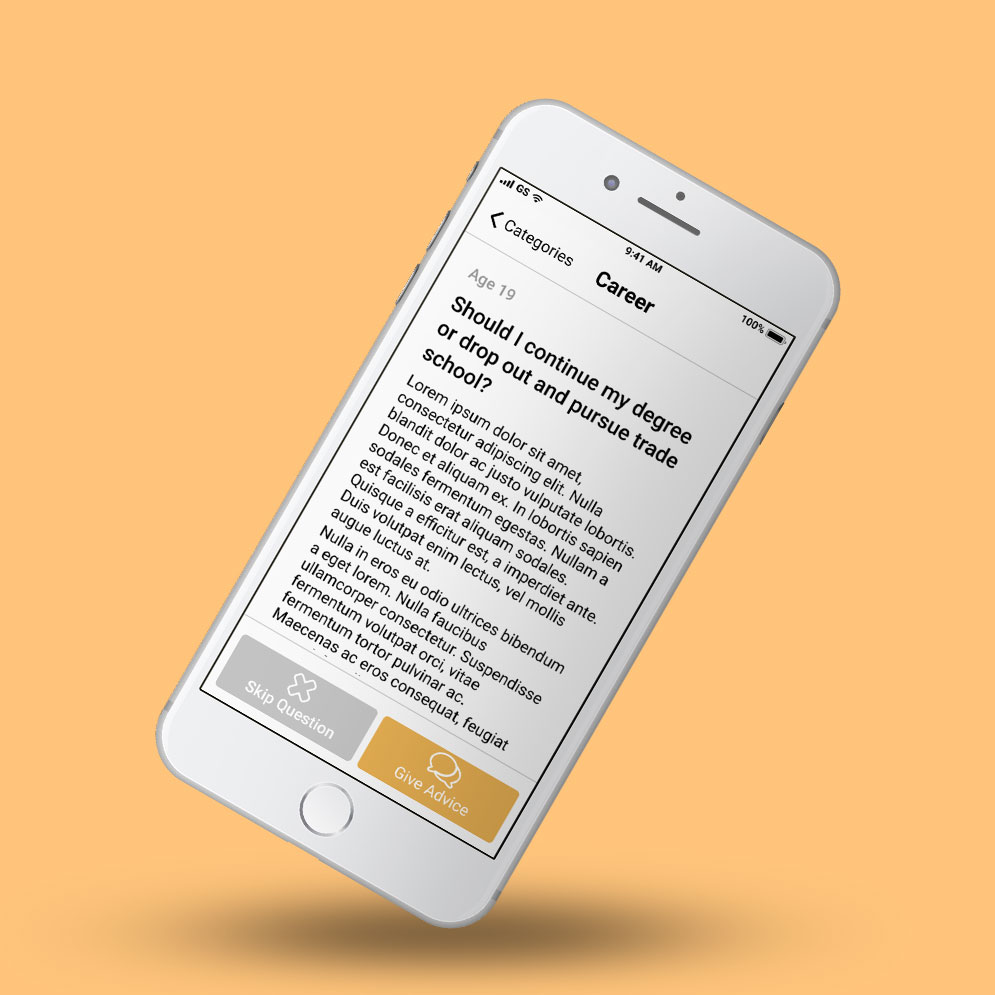 GS
9:41 AM
100%
Categories
Career
Age 19
Should I continue my degree
or drop out and pursue trade
school?
Lorem ipsum dolor sit amet,
consectetur adipiscing elit. Nulla
blandit dolor ac justo vulputate lobortis.
Donec et aliquam ex. In lobortis sapien
sodales fermentum egestas. Nullam a
est facilisis erat aliquam sodales.
Quisque a efficitur est, a imperdiet ante.
Duis volutpat enim lectus, vel mollis
augue luctus at.
Nulla in eros eu odio ultrices bibendum
a eget lorem. Nulla faucibus
ullamcorper consectetur. Suspendisse
fermentum volutpat orci, vitae
fermentum tortor pulvinar ac.
Maecenas ac eros consequat, feugiat
Skip Question
Give Advice